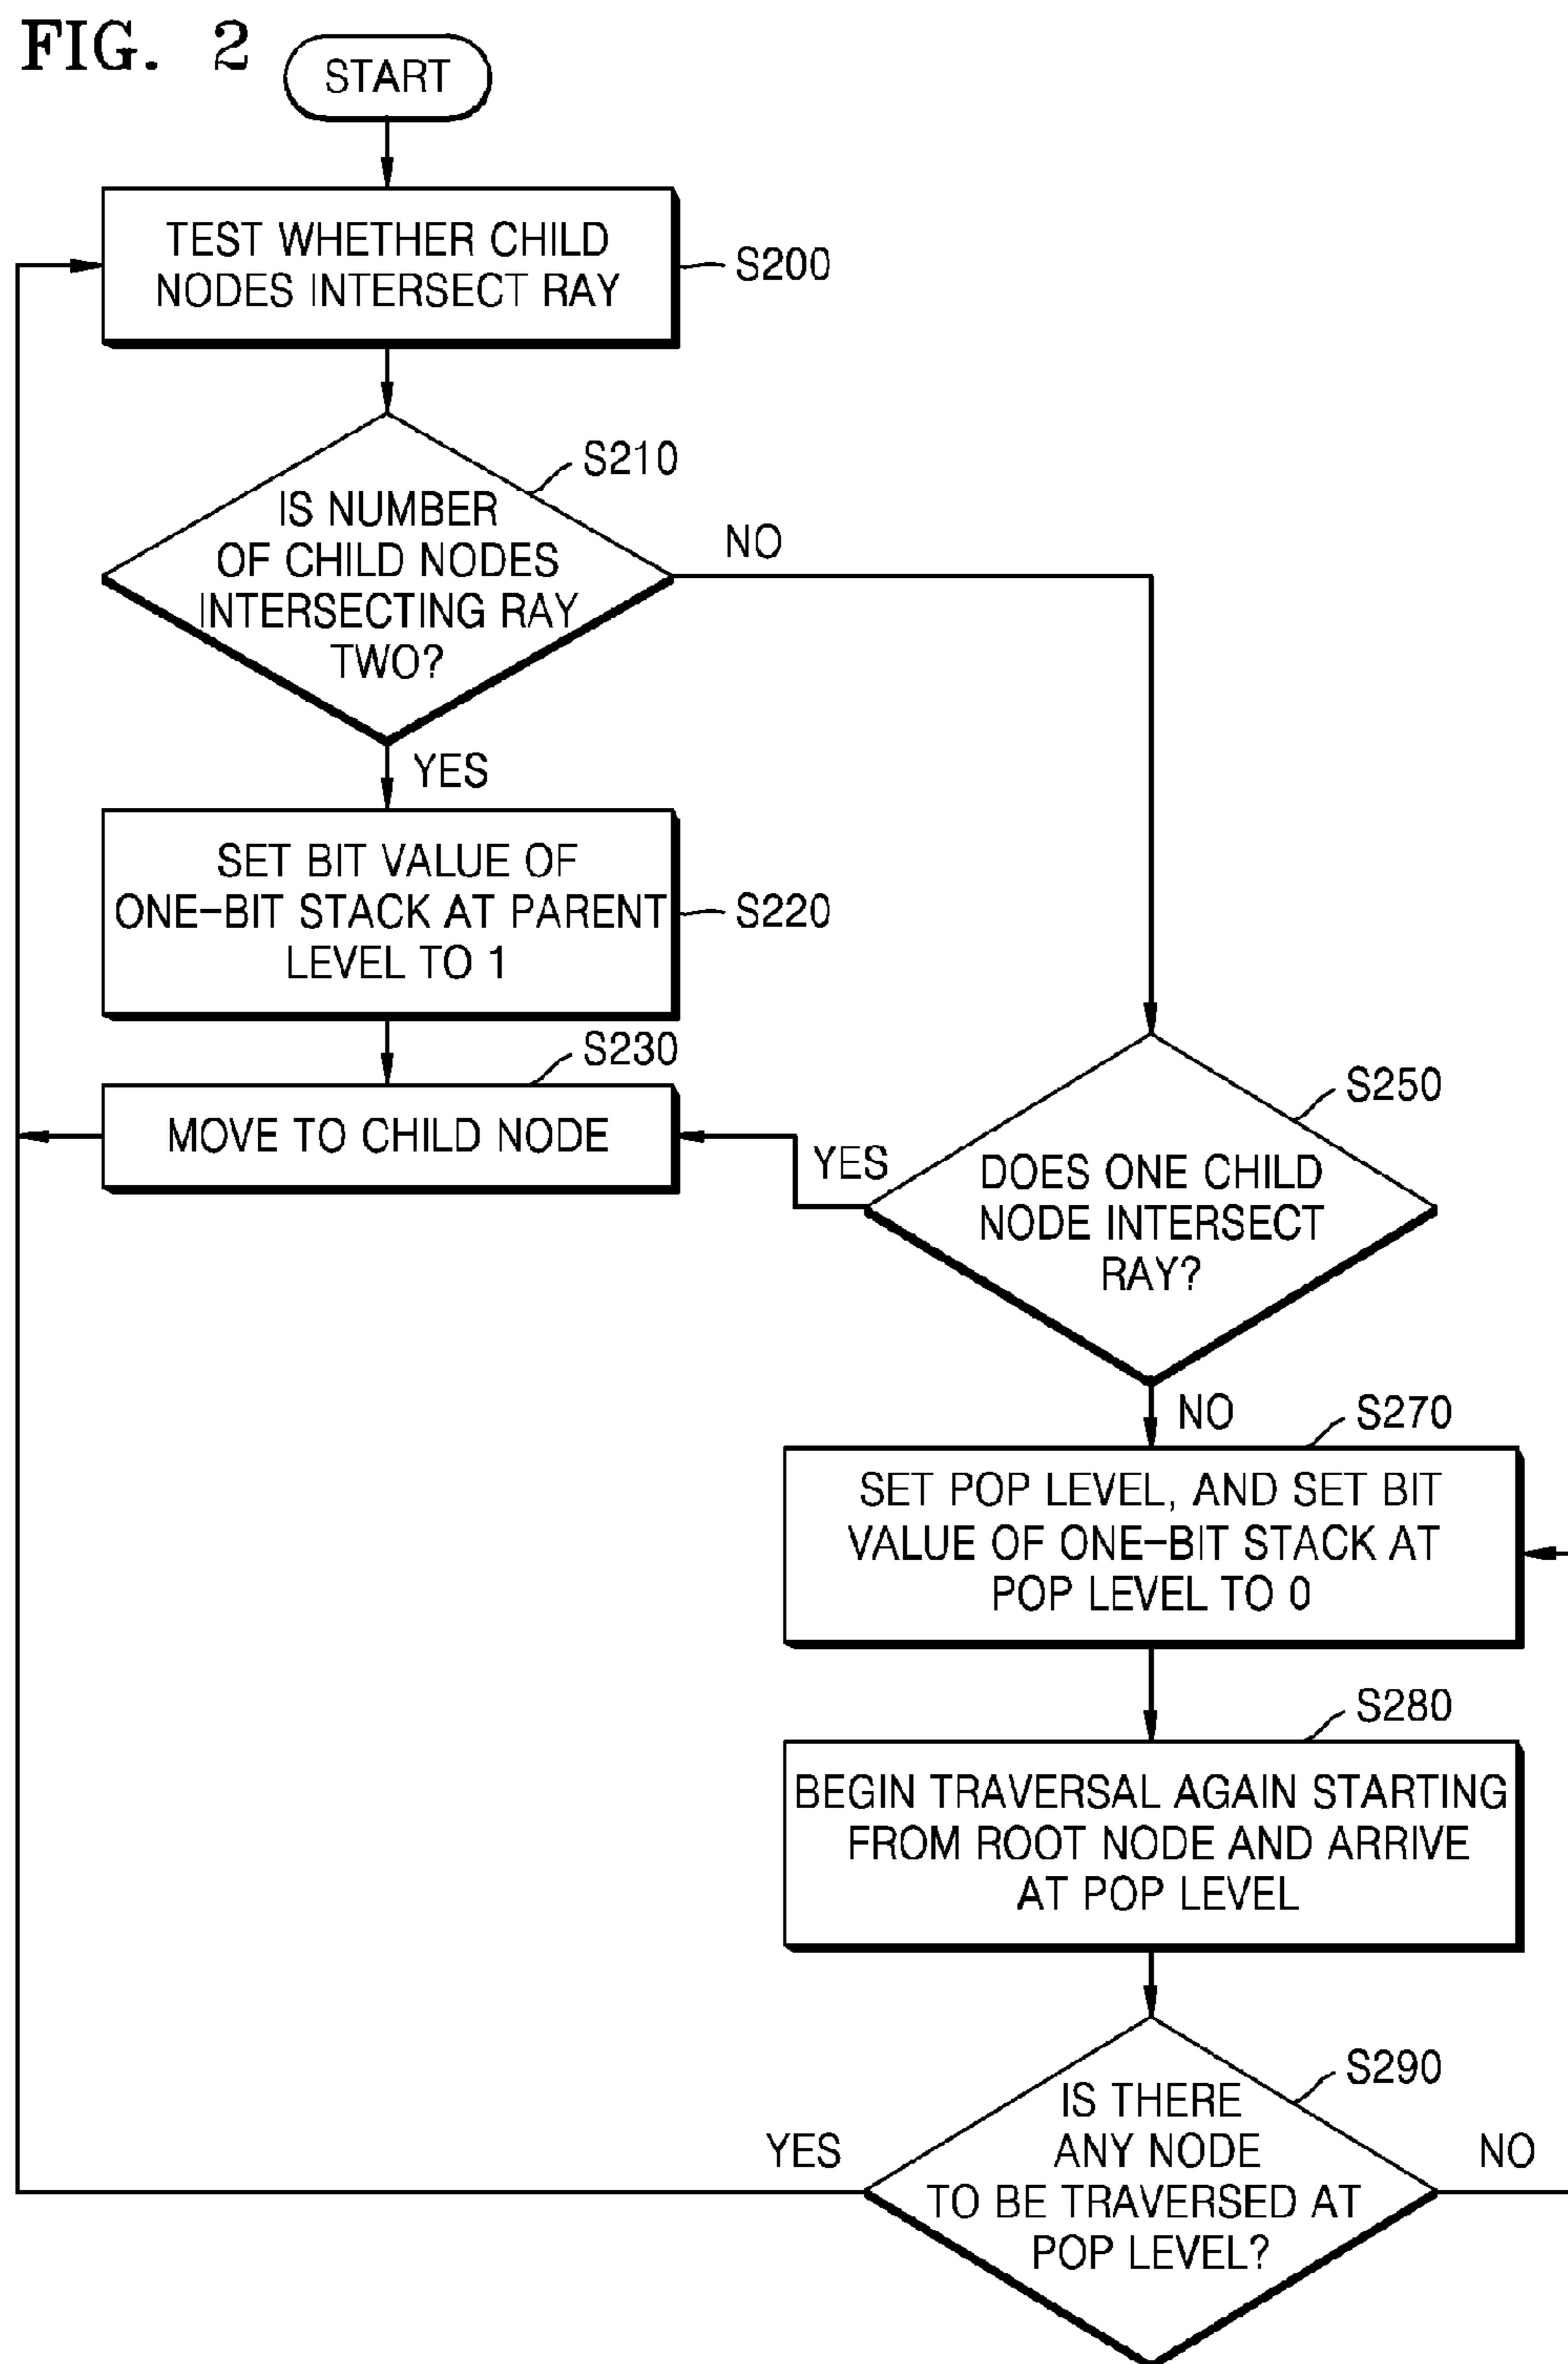 FIG. 2
START
TEST WHETHER CHILD
NODES INTERSECT RAY
S200
S210
IS NUMBER
OF CHILD NODES
INTERSECTING RAY
TWO?
NO
YES
SET BIT VALUE OF
ONE-BIT STACK AT PARENT
LEVEL TO 1
S220
S230
MOVE TO CHILD NODE
S250
YES
DOES ONE CHILD
NODE INTERSECT
RAY?
NO
S270
SET POP LEVEL, AND SET BIT
VALUE OF ONE-BIT STACK AT
POP LEVEL TO 0
S280
BEGIN TRAVERSAL AGAIN STARTING
FROM ROOT NODE AND ARRIVE
AT POP LEVEL
S290
IS THERE
ANY NODE
TO BE TRAVERSED AT
POP LEVEL?
YES
NO